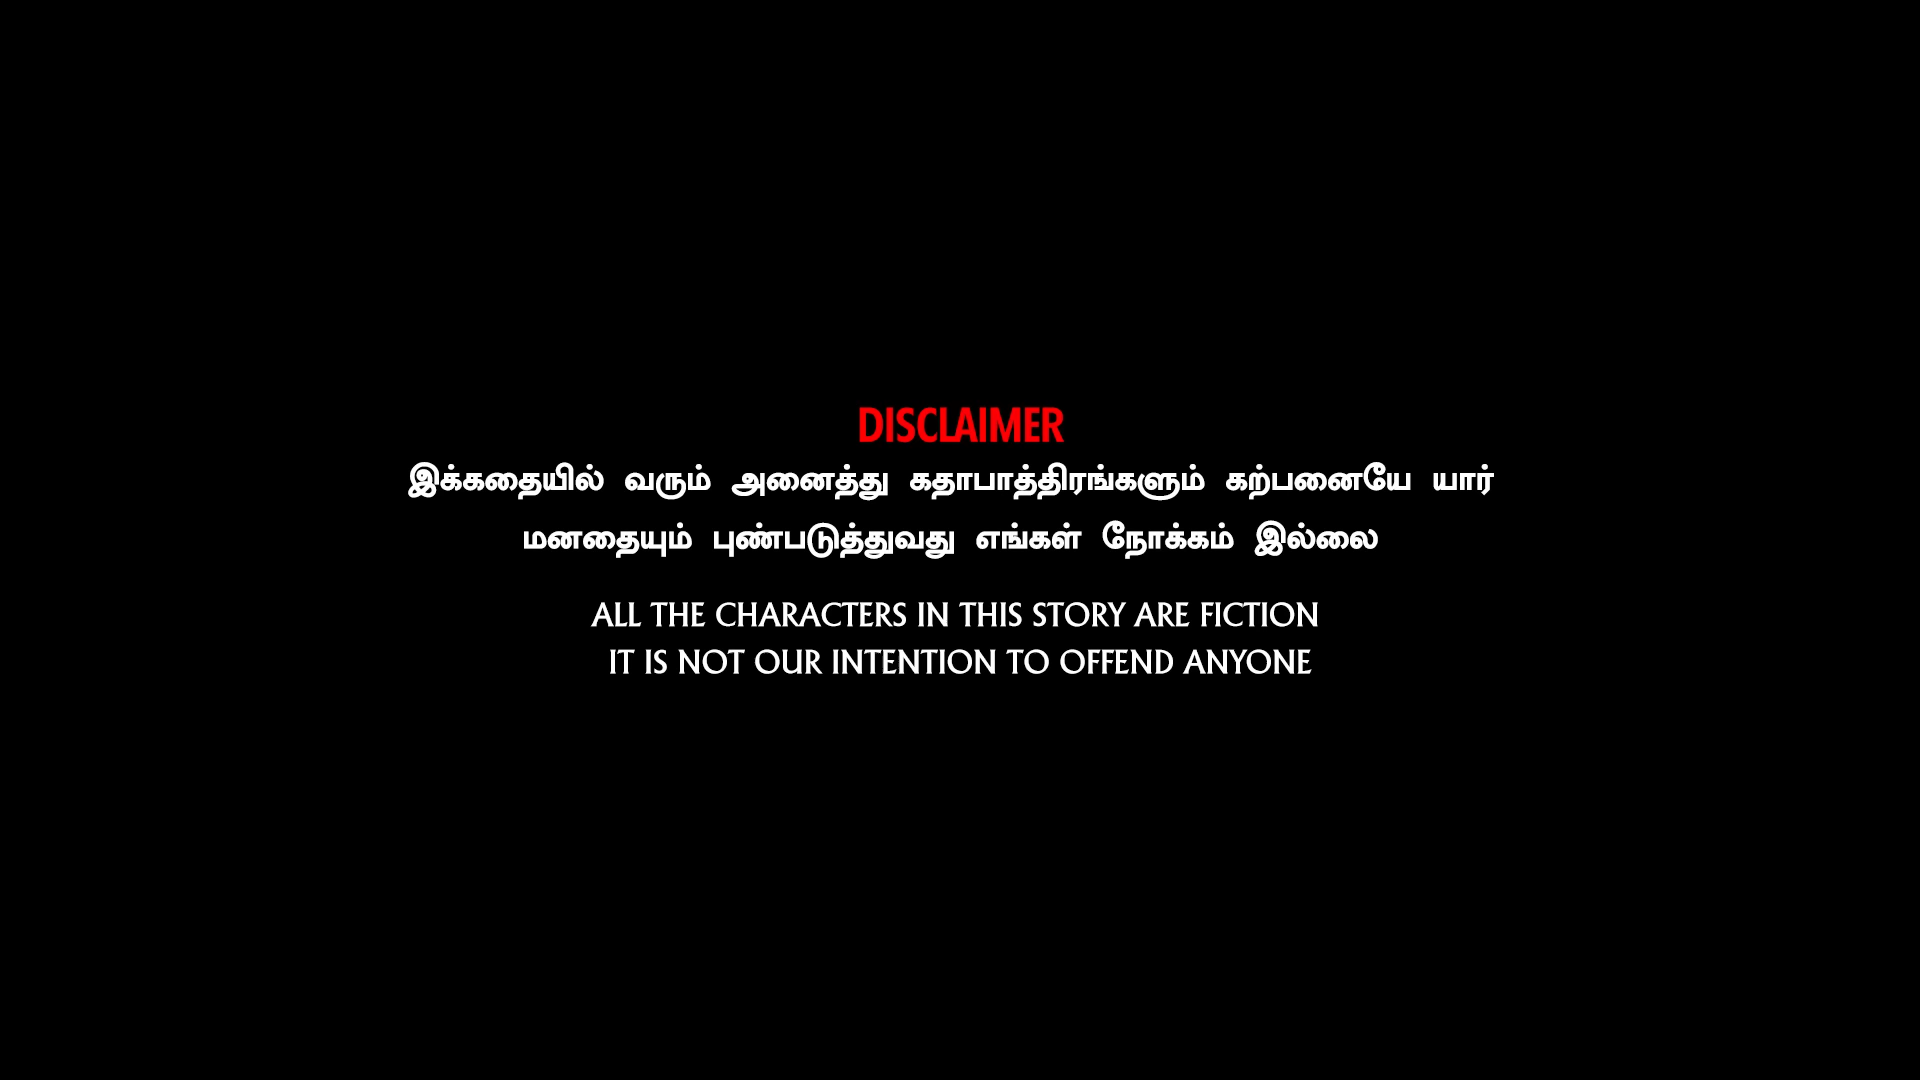 DISCLAIMER
இக்கதையில் வரும் அனைத்து கதாபாத்திரங்களும் கற்பனையே யார்
மனதையும் புண்படுத்துவது எங்கள் நோக்கம் இல்லை
ALL THE CHARACTERS IN THIS STORY ARE FICTION
IT IS NOT OUR INTENTION TO OFFEND ANYONE